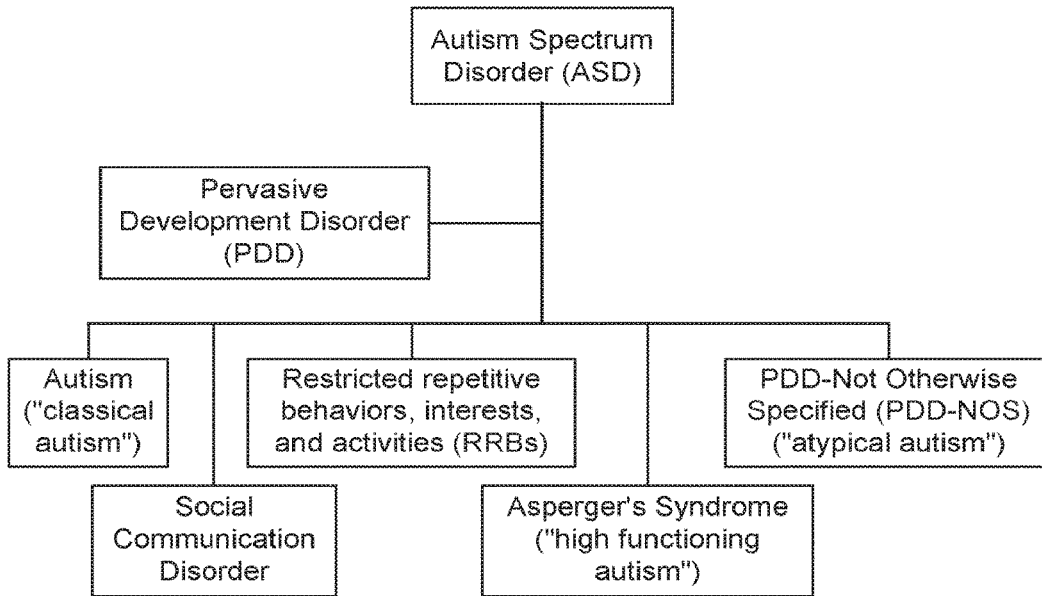 Autism Spectrum
Disorder (ASD)
Pervasive
Development Disorder
(PDD)
Autism
("classical
autism")
Restricted repetitive
behaviors, interests,
and activities (RRBs)
PDD-Not Otherwise
Specified (PDD-NOS)
("atypical autism")
Social
Communication
Disorder
Asperger's Syndrome
("high functioning
autism")